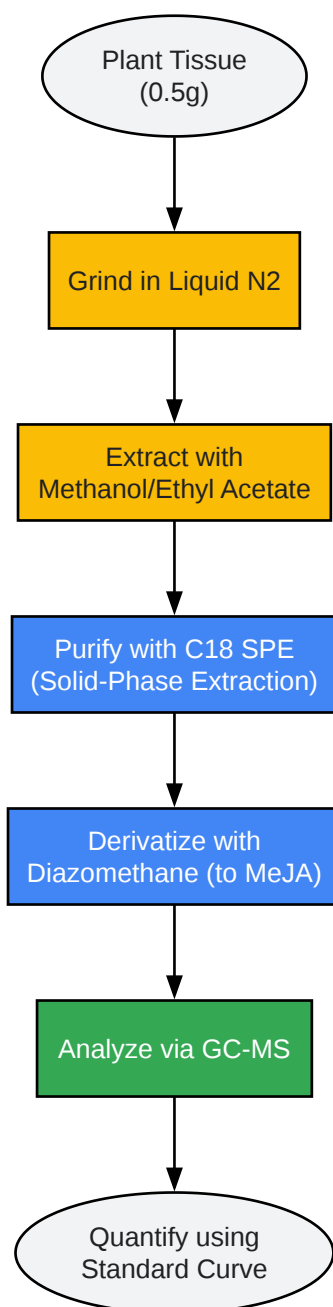 Plant Tissue
(0.5g)
Grind in Liquid N2
Extract with
Methanol/Ethyl Acetate
Purify with C18 SPE
(Solid-Phase Extraction)
Derivatize with
Diazomethane (to MeJA)
Analyze via GC-MS
Quantify using
Standard Curve